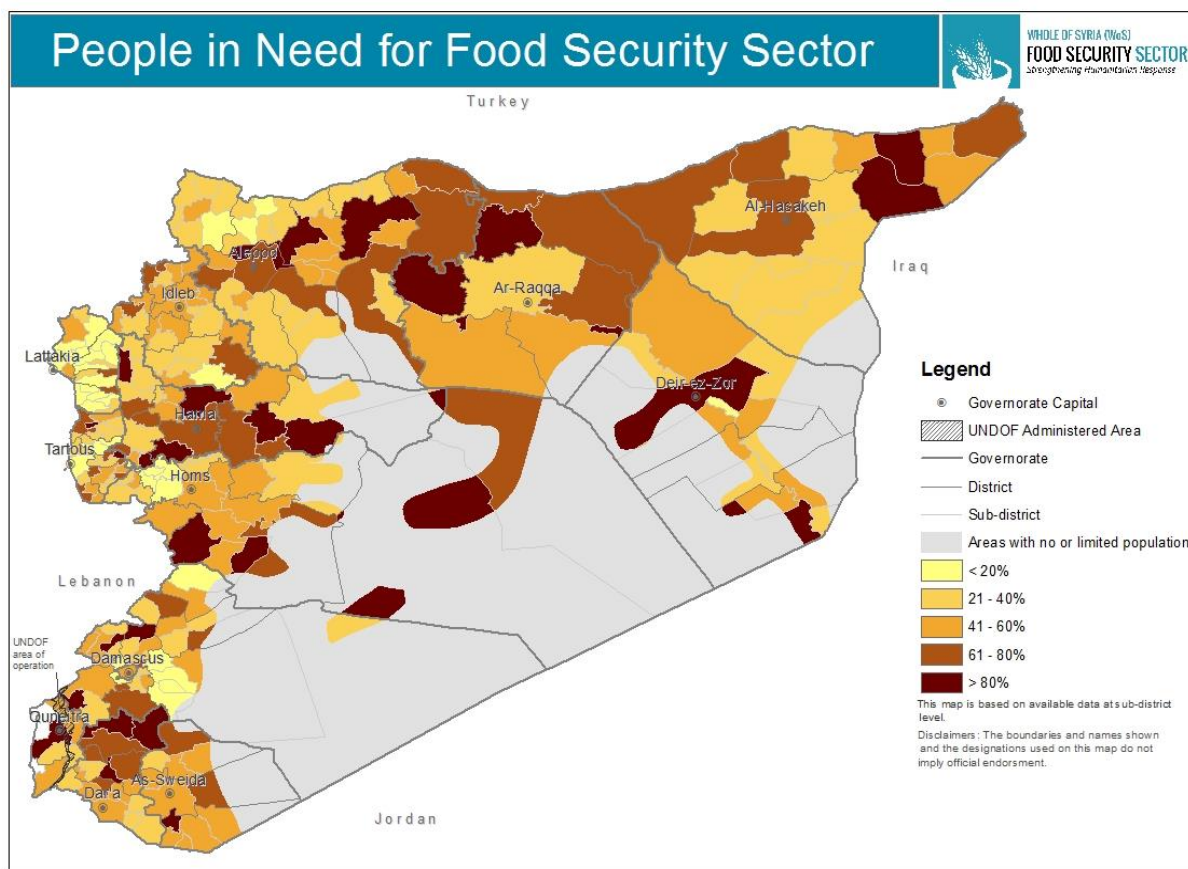 People in Need for Food Security Sector
WHOLE OF SYRIA (WoS)
FOOD SECURITY SECTOR
Strengthening Humanitarian Response
Turkey
Al-Hasakeh
Aleppo
Iraq
Idleb
Ar-Raqqa
Lattakia
Deir-ez-Zor
Hama
Tartous
Homs
Lebanon
UNDOF
area of
operation
Damascus
Quneitra
As-Sweida
Dar'a
Jordan
Legend
Governorate Capital
UNDOF Administered Area
Governorate
District
Sub-district
Areas with no or limited population
< 20%
21 - 40%
41 - 60%
61 - 80%
> 80%
This map is based on available data at sub-district
level.
Disclaimers: The boundaries and names shown
and the designations used on this map do not
imply official endorsment.